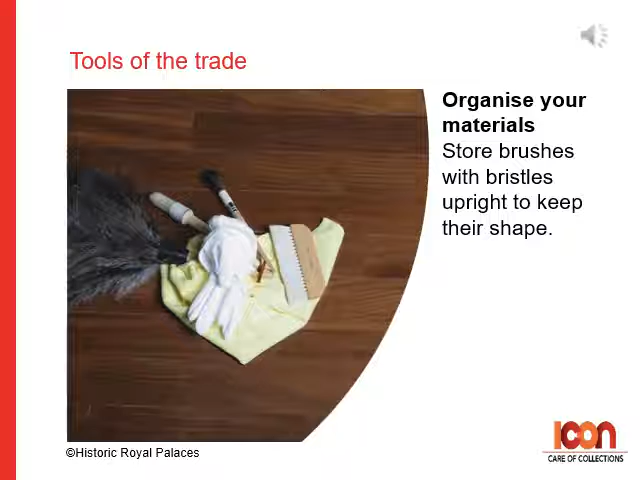 Tools of the trade
Organise your
materials
Store brushes
with bristles
upright to keep
their shape.
©Historic Royal Palaces
Icon
CARE OF COLLECTIONS